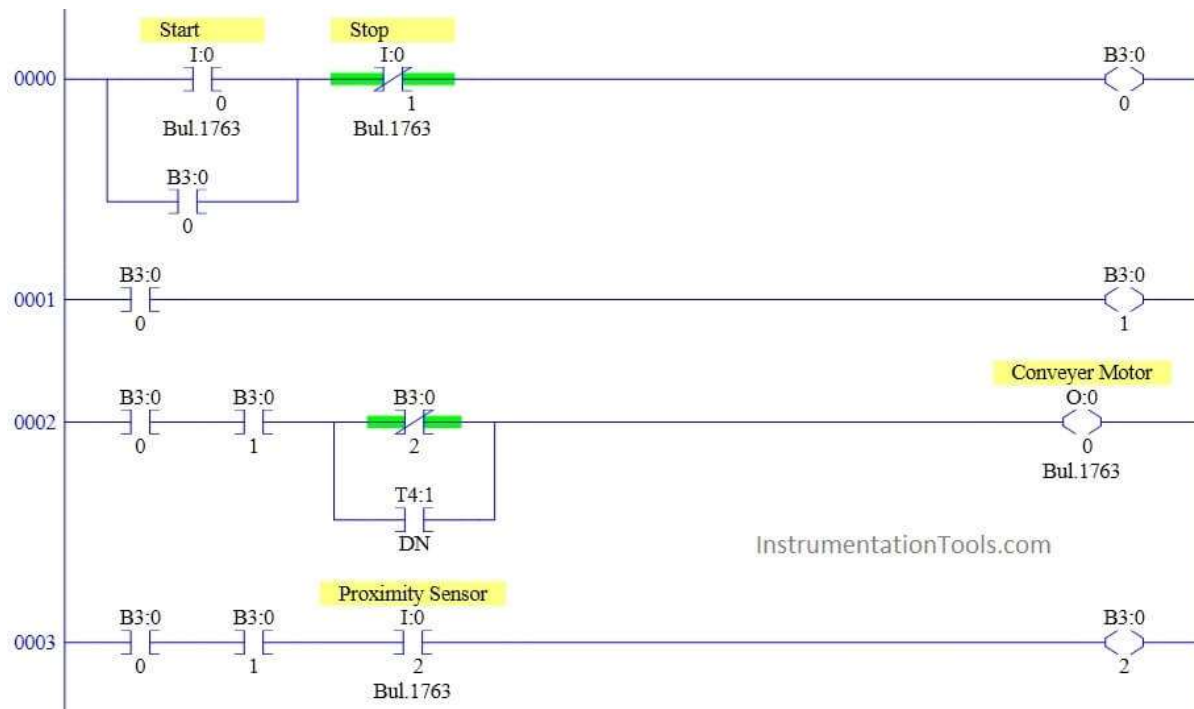 Start Stop
I:0 I:0 B3:0
0000
0 1 0
Bul.1763 Bul.1763
B3:0
0
B3:0 B3:0
0001
0 1
Conveyer Motor
B3:0 B3:0 B3:0 O:0
0002
0 1 2 0
Bul.1763
T4:1
DN
InstrumentationTools.com
Proximity Sensor
B3:0 B3:0 I:0 B3:0
0003
0 1 2 2
Bul.1763